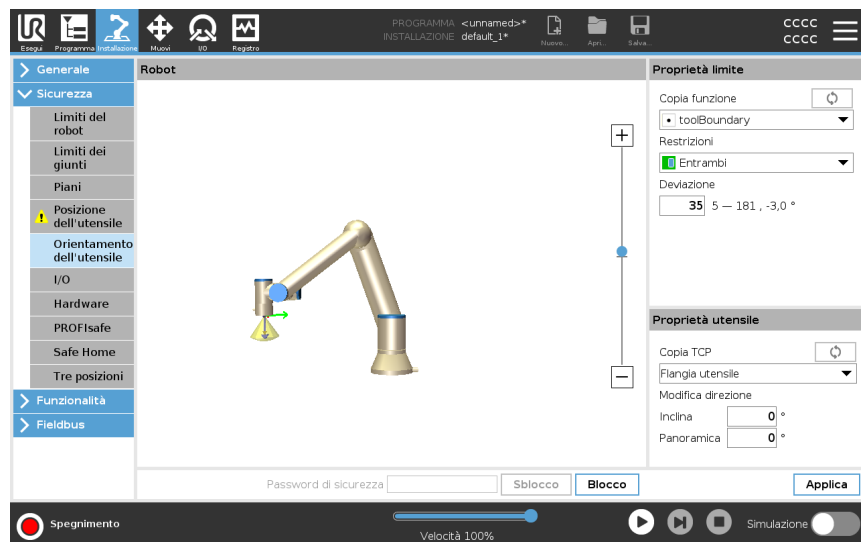 PROGRAMMA <unnamed>*
INSTALLAZIONE default_1*
CCCC
CCCC
Esegui
Programma
Installazione
Muovi
I/O
Registro
Nuovo...
Apri...
Salva...
Generale
Sicurezza
Limiti del
robot
Limiti dei
giunti
Piani
Posizione
dell'utensile
Orientamento
dell'utensile
I/O
Hardware
PROFIsafe
Safe Home
Tre posizioni
Funzionalità
Fieldbus
Robot
Proprietà limite
Copia funzione
toolBoundary
Restrizioni
Entrambi
Deviazione
35 5 — 181 , -3,0 °
Proprietà utensile
Copia TCP
Flangia utensile
Modifica direzione
Inclina 0 °
Panoramica 0 °
Password di sicurezza
Sblocco
Blocco
Applica
Spegnimento
Velocità 100%
Simulazione